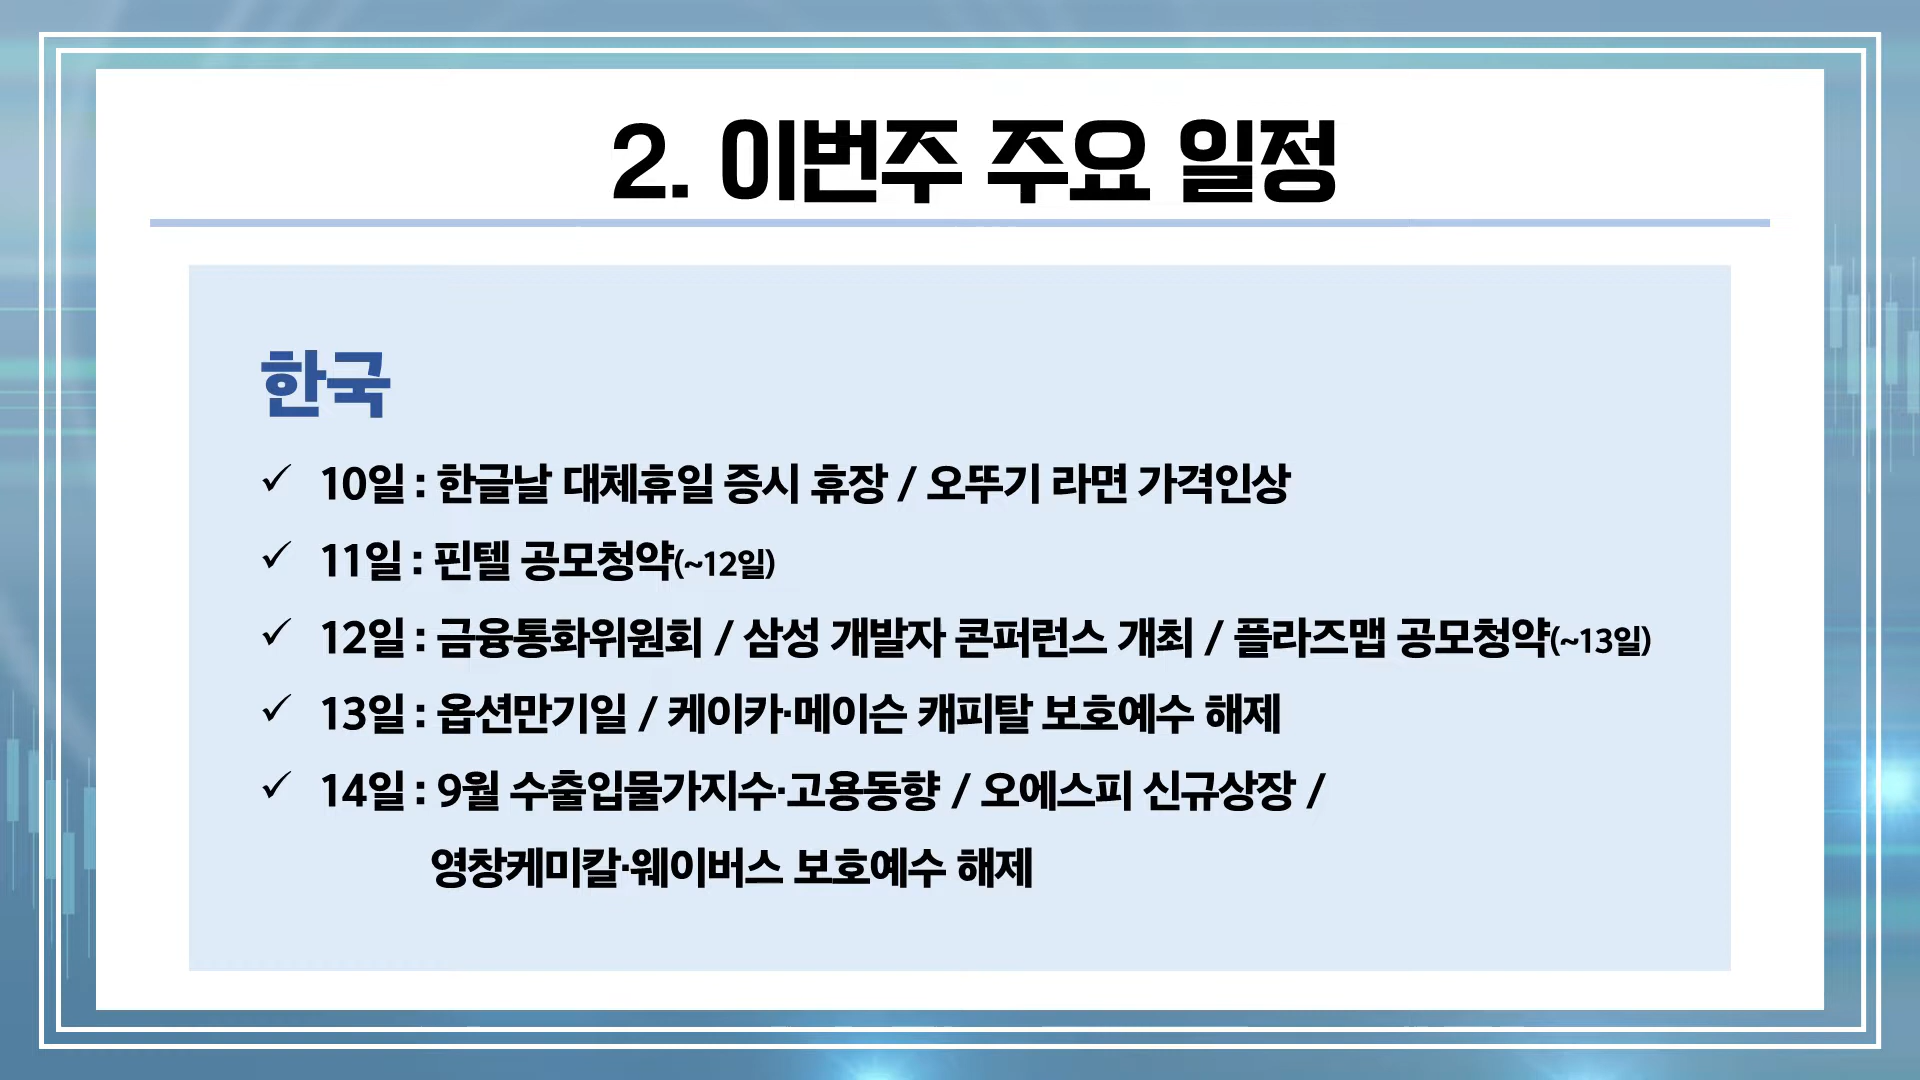 2. 이번주 주요 일정
한국
✓ 10일 : 한글날 대체휴일 증시 휴장 / 오뚜기 라면 가격인상
✓ 11일 : 핀텔 공모청약(~12일)
✓ 12일 : 금융통화위원회 / 삼성 개발자 콘퍼런스 개최 / 플라즈맵 공모청약(~13일)
✓ 13일 : 옵션만기일 / 케이카·메이슨 캐피탈 보호예수 해제
✓ 14일 : 9월 수출입물가지수·고용동향 / 오에스피 신규상장 /
영창케미칼·웨이버스 보호예수 해제